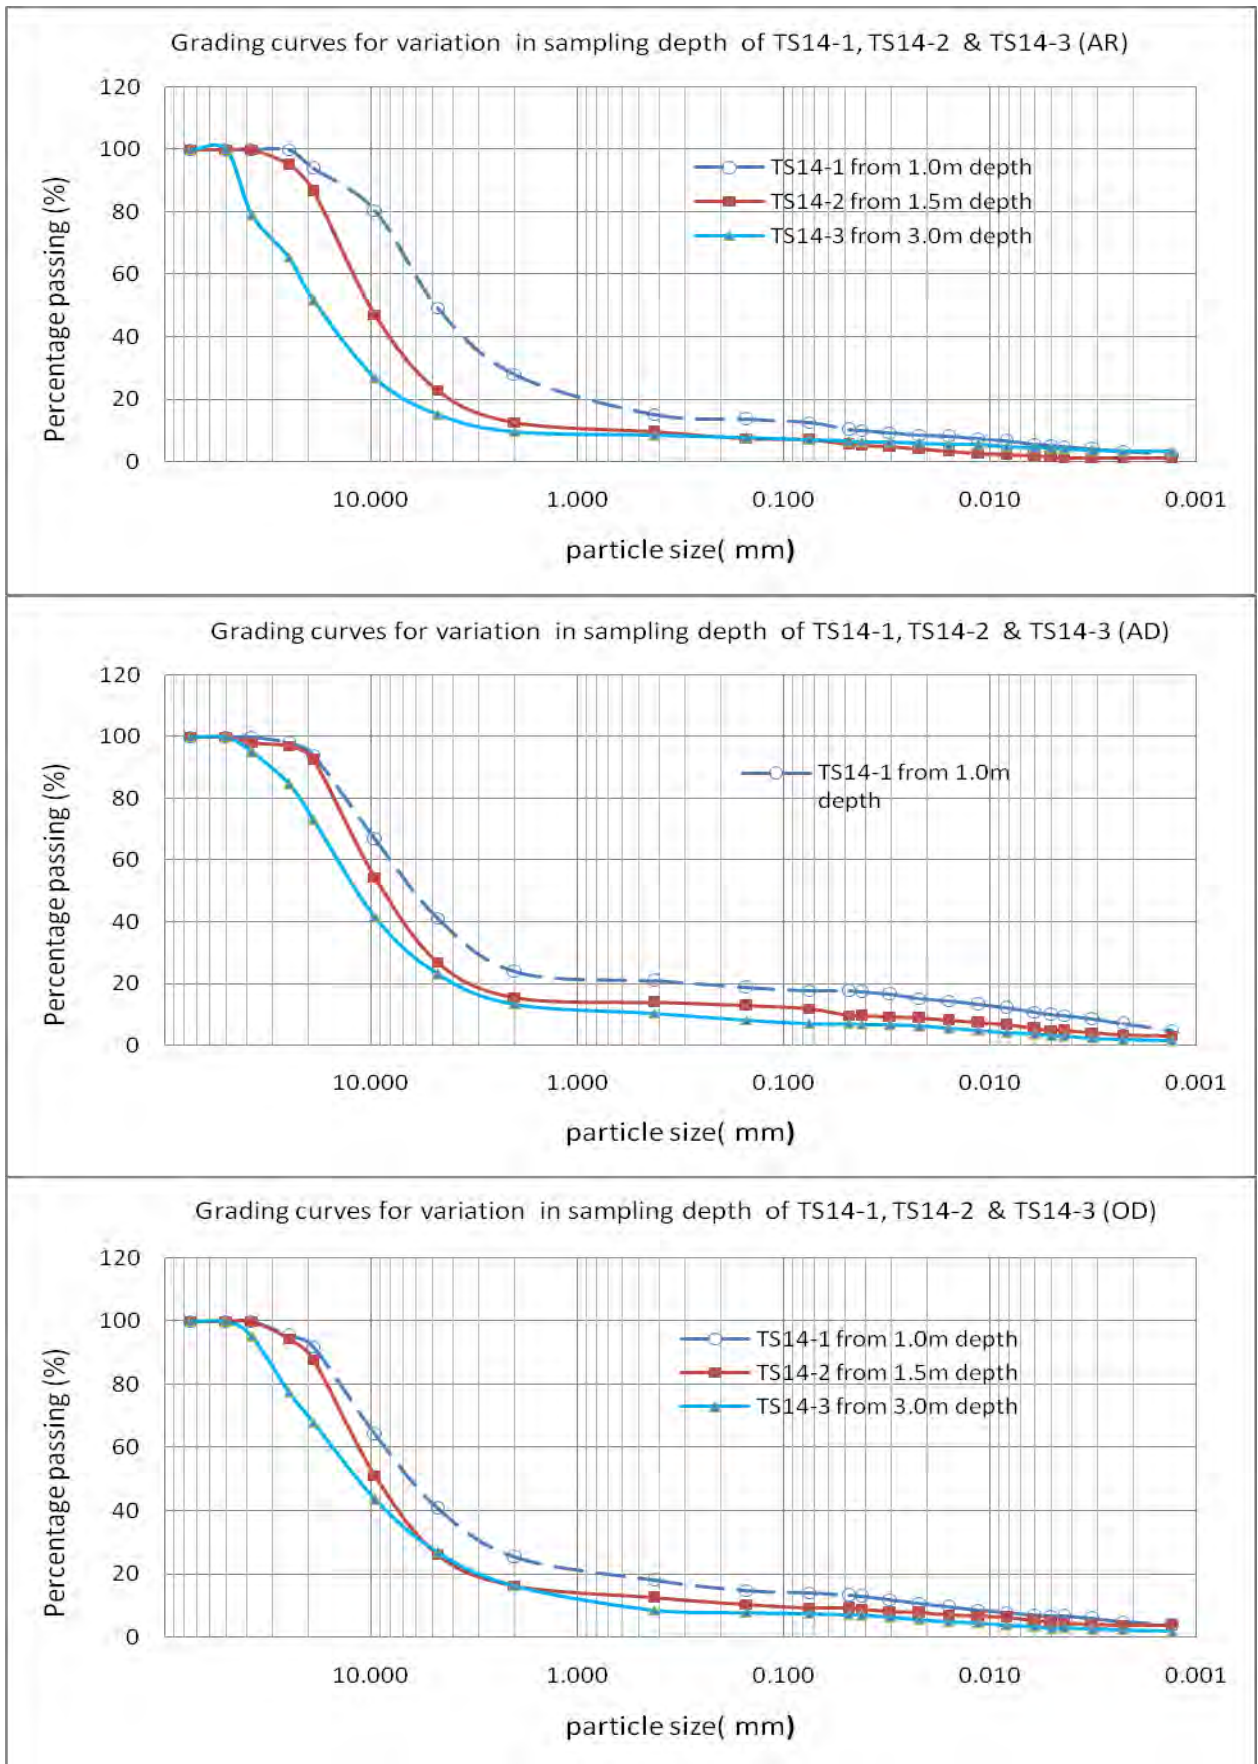 Grading curves for variation in sampling depth of TS14-1, TS14-2 & TS14-3 (AR)
120
100
80
60
40
20
0
Percentage passing (%)
TS14-1 from 1.0m depth
TS14-2 from 1.5m depth
TS14-3 from 3.0m depth
10.000 1.000 0.100 0.010 0.001
particle size( mm)
Grading curves for variation in sampling depth of TS14-1, TS14-2 & TS14-3 (AD)
120
100
80
60
40
20
0
Percentage passing (%)
TS14-1 from 1.0m
depth
10.000 1.000 0.100 0.010 0.001
particle size( mm)
Grading curves for variation in sampling depth of TS14-1, TS14-2 & TS14-3 (OD)
120
100
80
60
40
20
0
Percentage passing (%)
TS14-1 from 1.0m depth
TS14-2 from 1.5m depth
TS14-3 from 3.0m depth
10.000 1.000 0.100 0.010 0.001
particle size( mm)